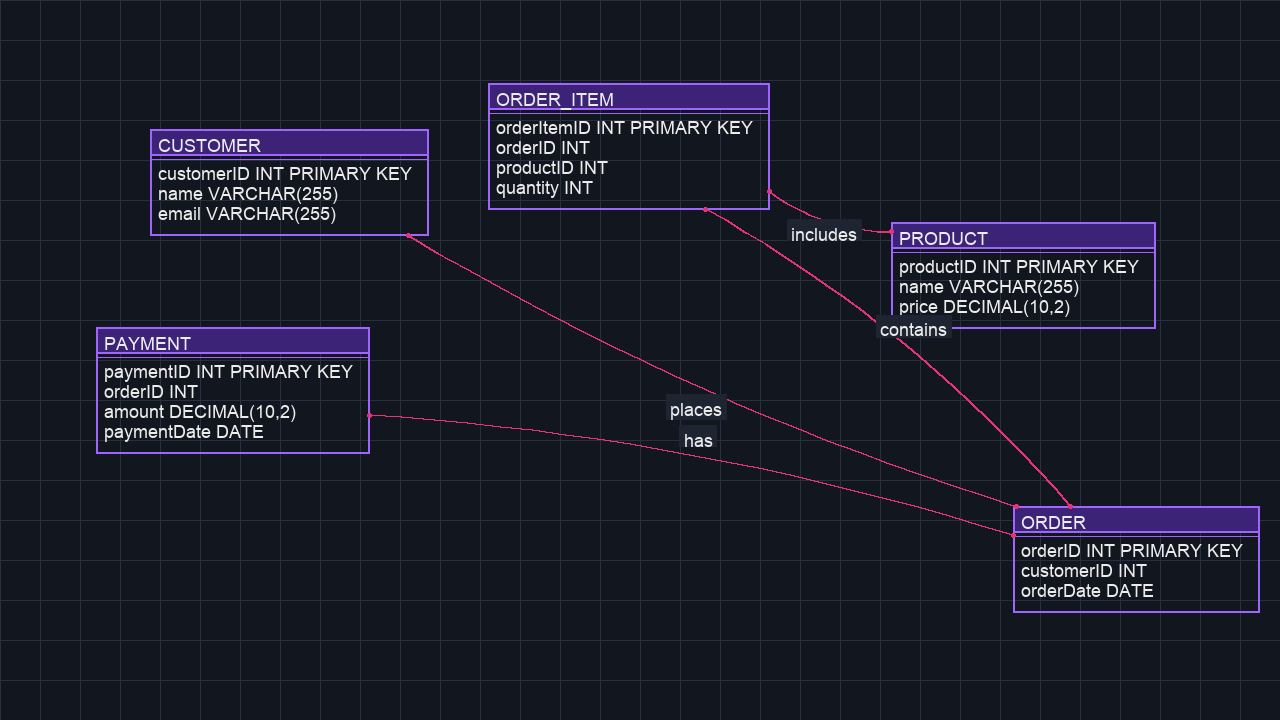 ORDER_ITEM
orderItemID INT PRIMARY KEY
orderID INT
productID INT
quantity INT
CUSTOMER
customerID INT PRIMARY KEY
name VARCHAR(255)
email VARCHAR(255)
includes
PRODUCT
productID INT PRIMARY KEY
name VARCHAR(255)
price DECIMAL(10,2)
contains
PAYMENT
paymentID INT PRIMARY KEY
orderID INT
amount DECIMAL(10,2)
paymentDate DATE
places
has
ORDER
orderID INT PRIMARY KEY
customerID INT
orderDate DATE